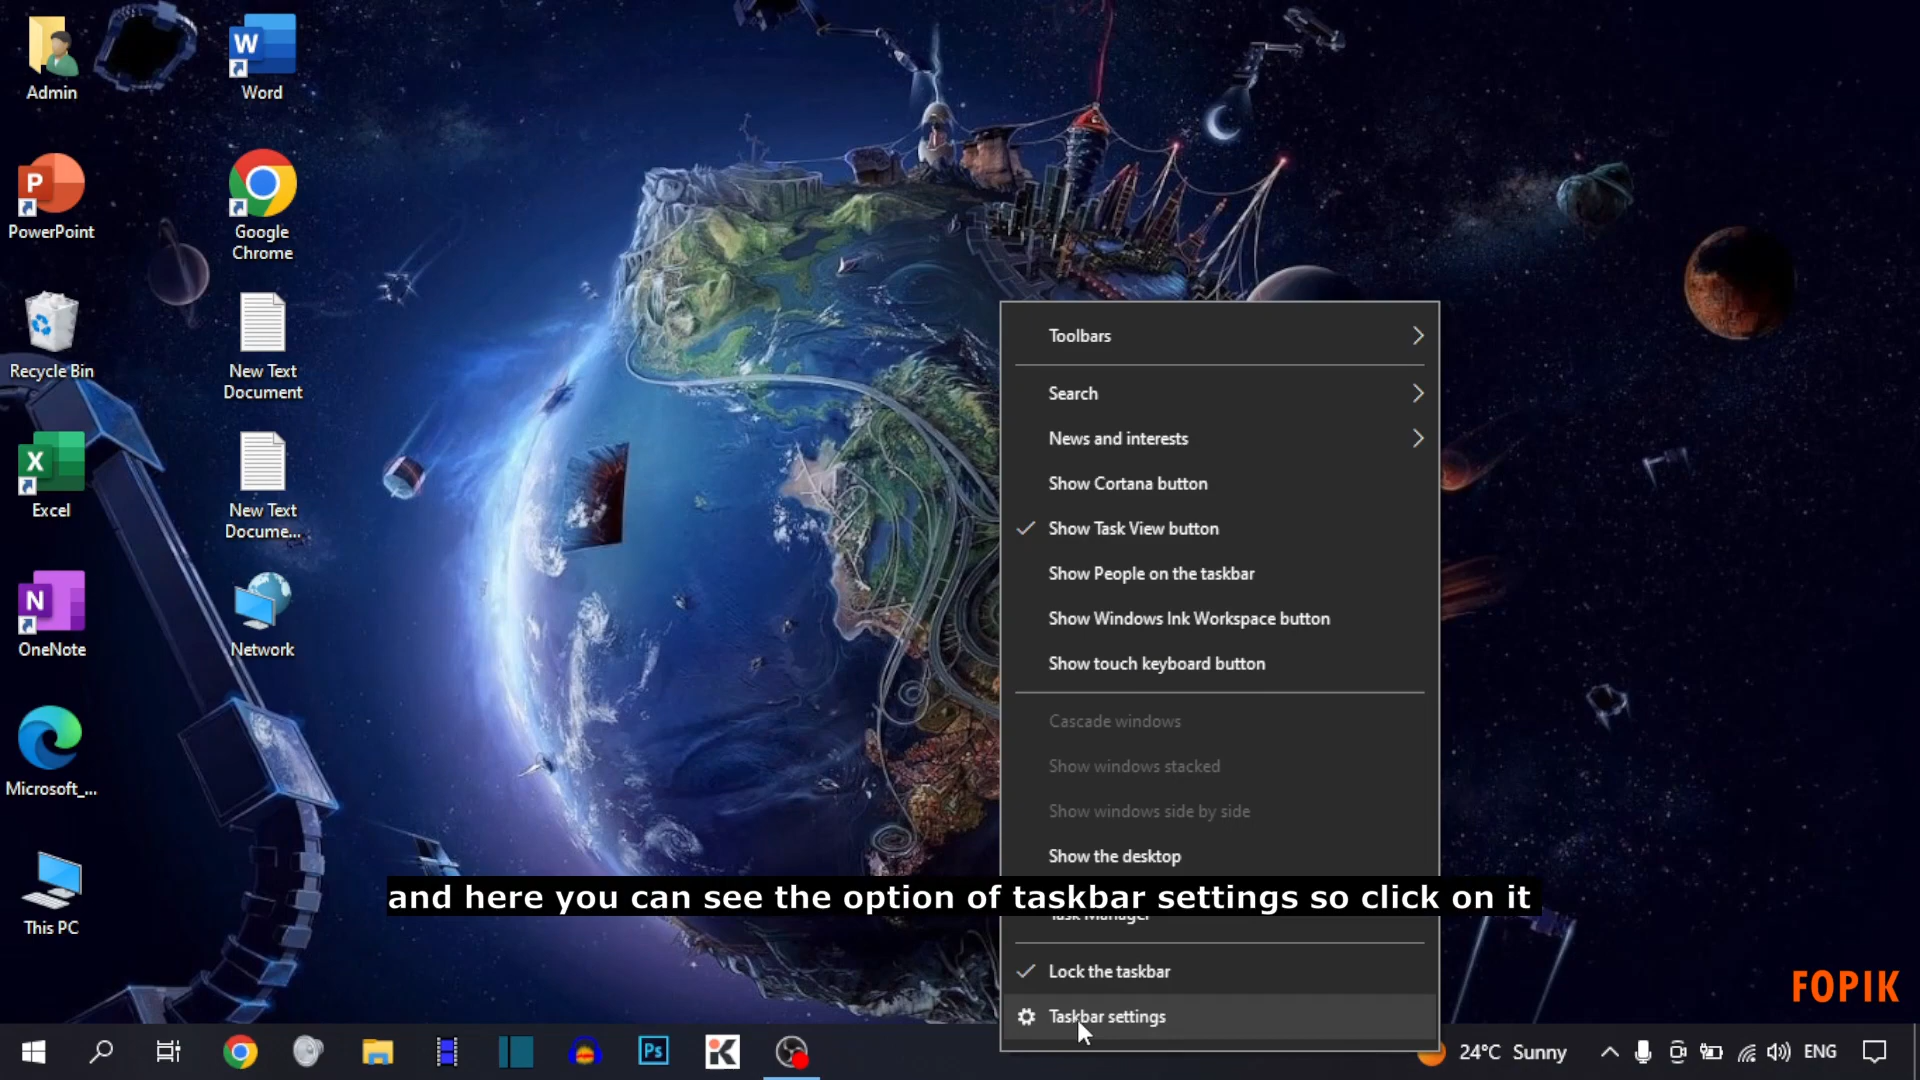 Admin
Word
PowerPoint
Google
Chrome
Recycle Bin
New Text
Document
Excel
New Text
Docume...
OneNote
Network
Microsoft_...
This PC
Toolbars
Search
News and interests
Show Cortana button
Show Task View button
Show People on the taskbar
Show Windows Ink Workspace button
Show touch keyboard button
Cascade windows
Show windows stacked
Show windows side by side
Show the desktop
and here you can see the option of taskbar settings so click on it
Task Manager
Lock the taskbar
Taskbar settings
FOPIK
24°C Sunny
ENG